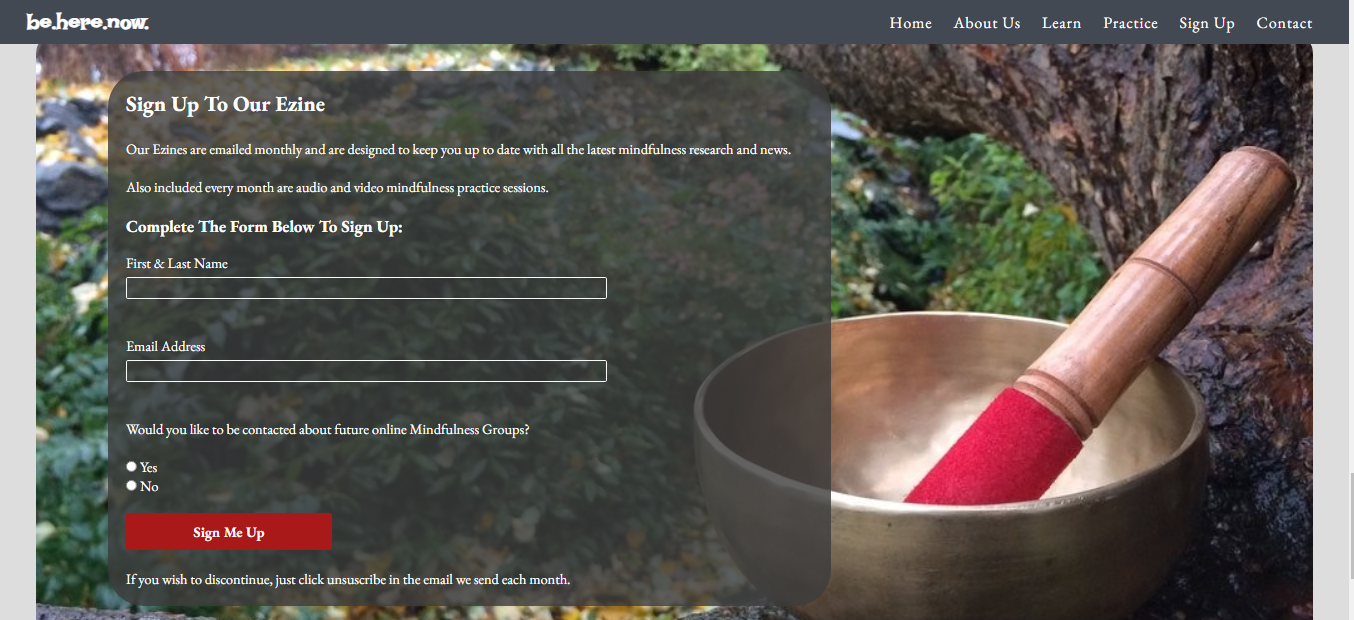 be.here.now.
Home About Us Learn Practice Sign Up Contact
Sign Up To Our Ezine
Our Ezines are emailed monthly and are designed to keep you up to date with all the latest mindfulness research and news.
Also included every month are audio and video mindfulness practice sessions.
Complete The Form Below To Sign Up:
First & Last Name
Email Address
Would you like to be contacted about future online Mindfulness Groups?
Yes
No
Sign Me Up
If you wish to discontinue, just click unsuscribe in the email we send each month.